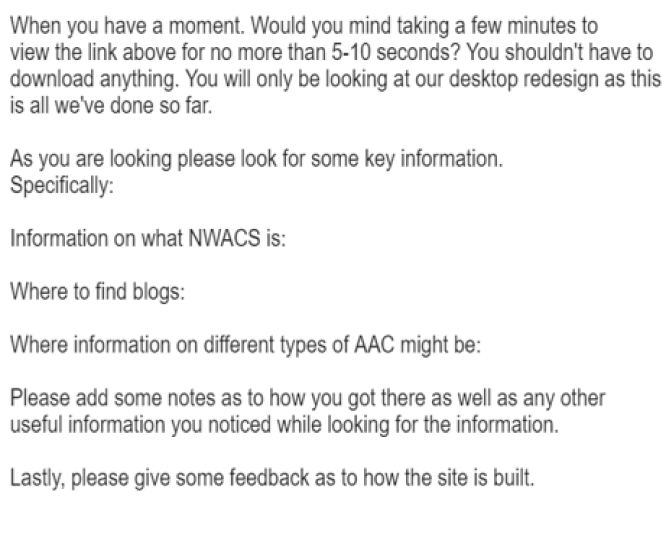 When you have a moment. Would you mind taking a few minutes to
view the link above for no more than 5-10 seconds? You shouldn't have to
download anything. You will only be looking at our desktop redesign as this
is all we've done so far.
As you are looking please look for some key information.
Specifically:
Information on what NWACS is:
Where to find blogs:
Where information on different types of AAC might be:
Please add some notes as to how you got there as well as any other
useful information you noticed while looking for the information.
Lastly, please give some feedback as to how the site is built.